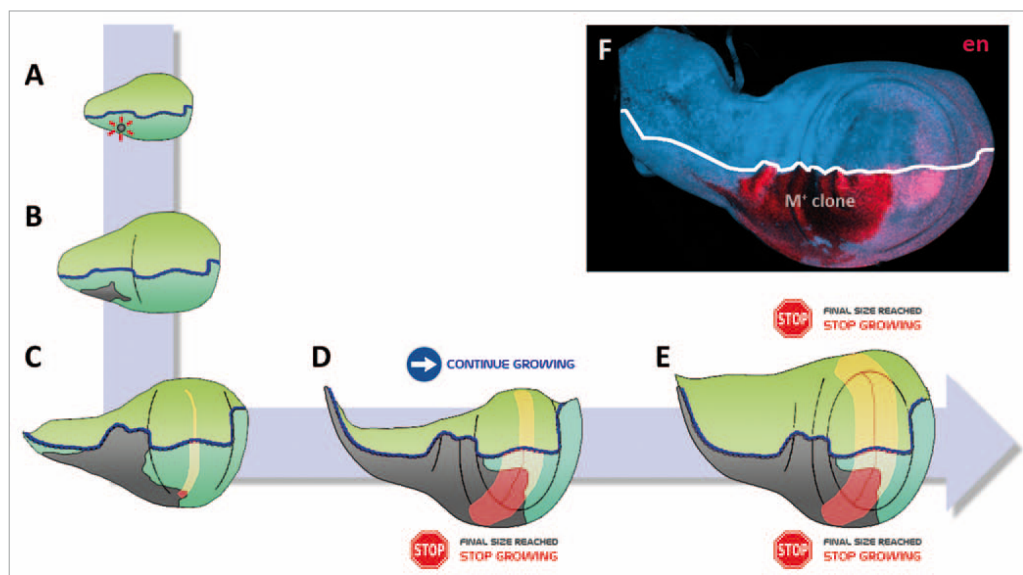 A
F
en
M+ clone
B
STOP
FINAL SIZE REACHED
STOP GROWING
C
D
CONTINUE GROWING
E
STOP
FINAL SIZE REACHED
STOP GROWING
STOP
FINAL SIZE REACHED
STOP GROWING